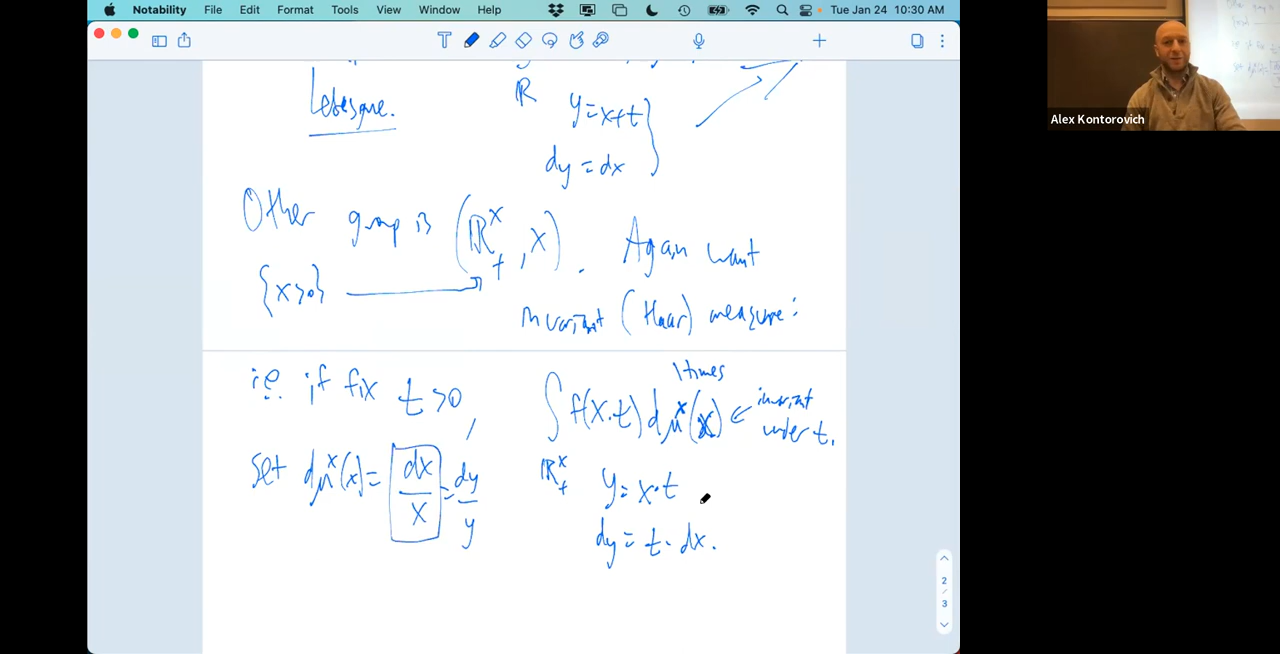 Notability File Edit Format Tools View Window Help Tue Jan 24 10:30 AM
Alex Kontorovich
Lebesgue.
ℝ
y = x+t
dy = dx
Other group is (ℝ₊ˣ, ×). Again want
{x>0}
invariant (Haar) measure:
i.e. if fix t>0,
∫ f(x·t) dμˣ(x) ← invariant under t.
ℝ₊ˣ
\times
set dμˣ(x) = dx/x = dy/y
y = x·t
dy = t·dx.
2
/
3